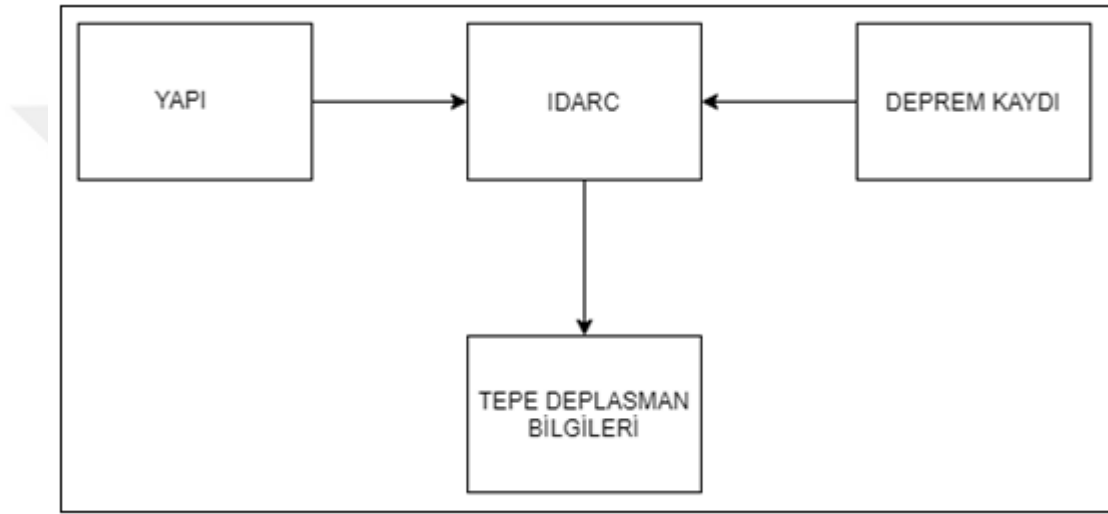 YAPI
IDARC
DEPREM KAYDI
TEPE DEPLASMAN
BİLGİLERİ